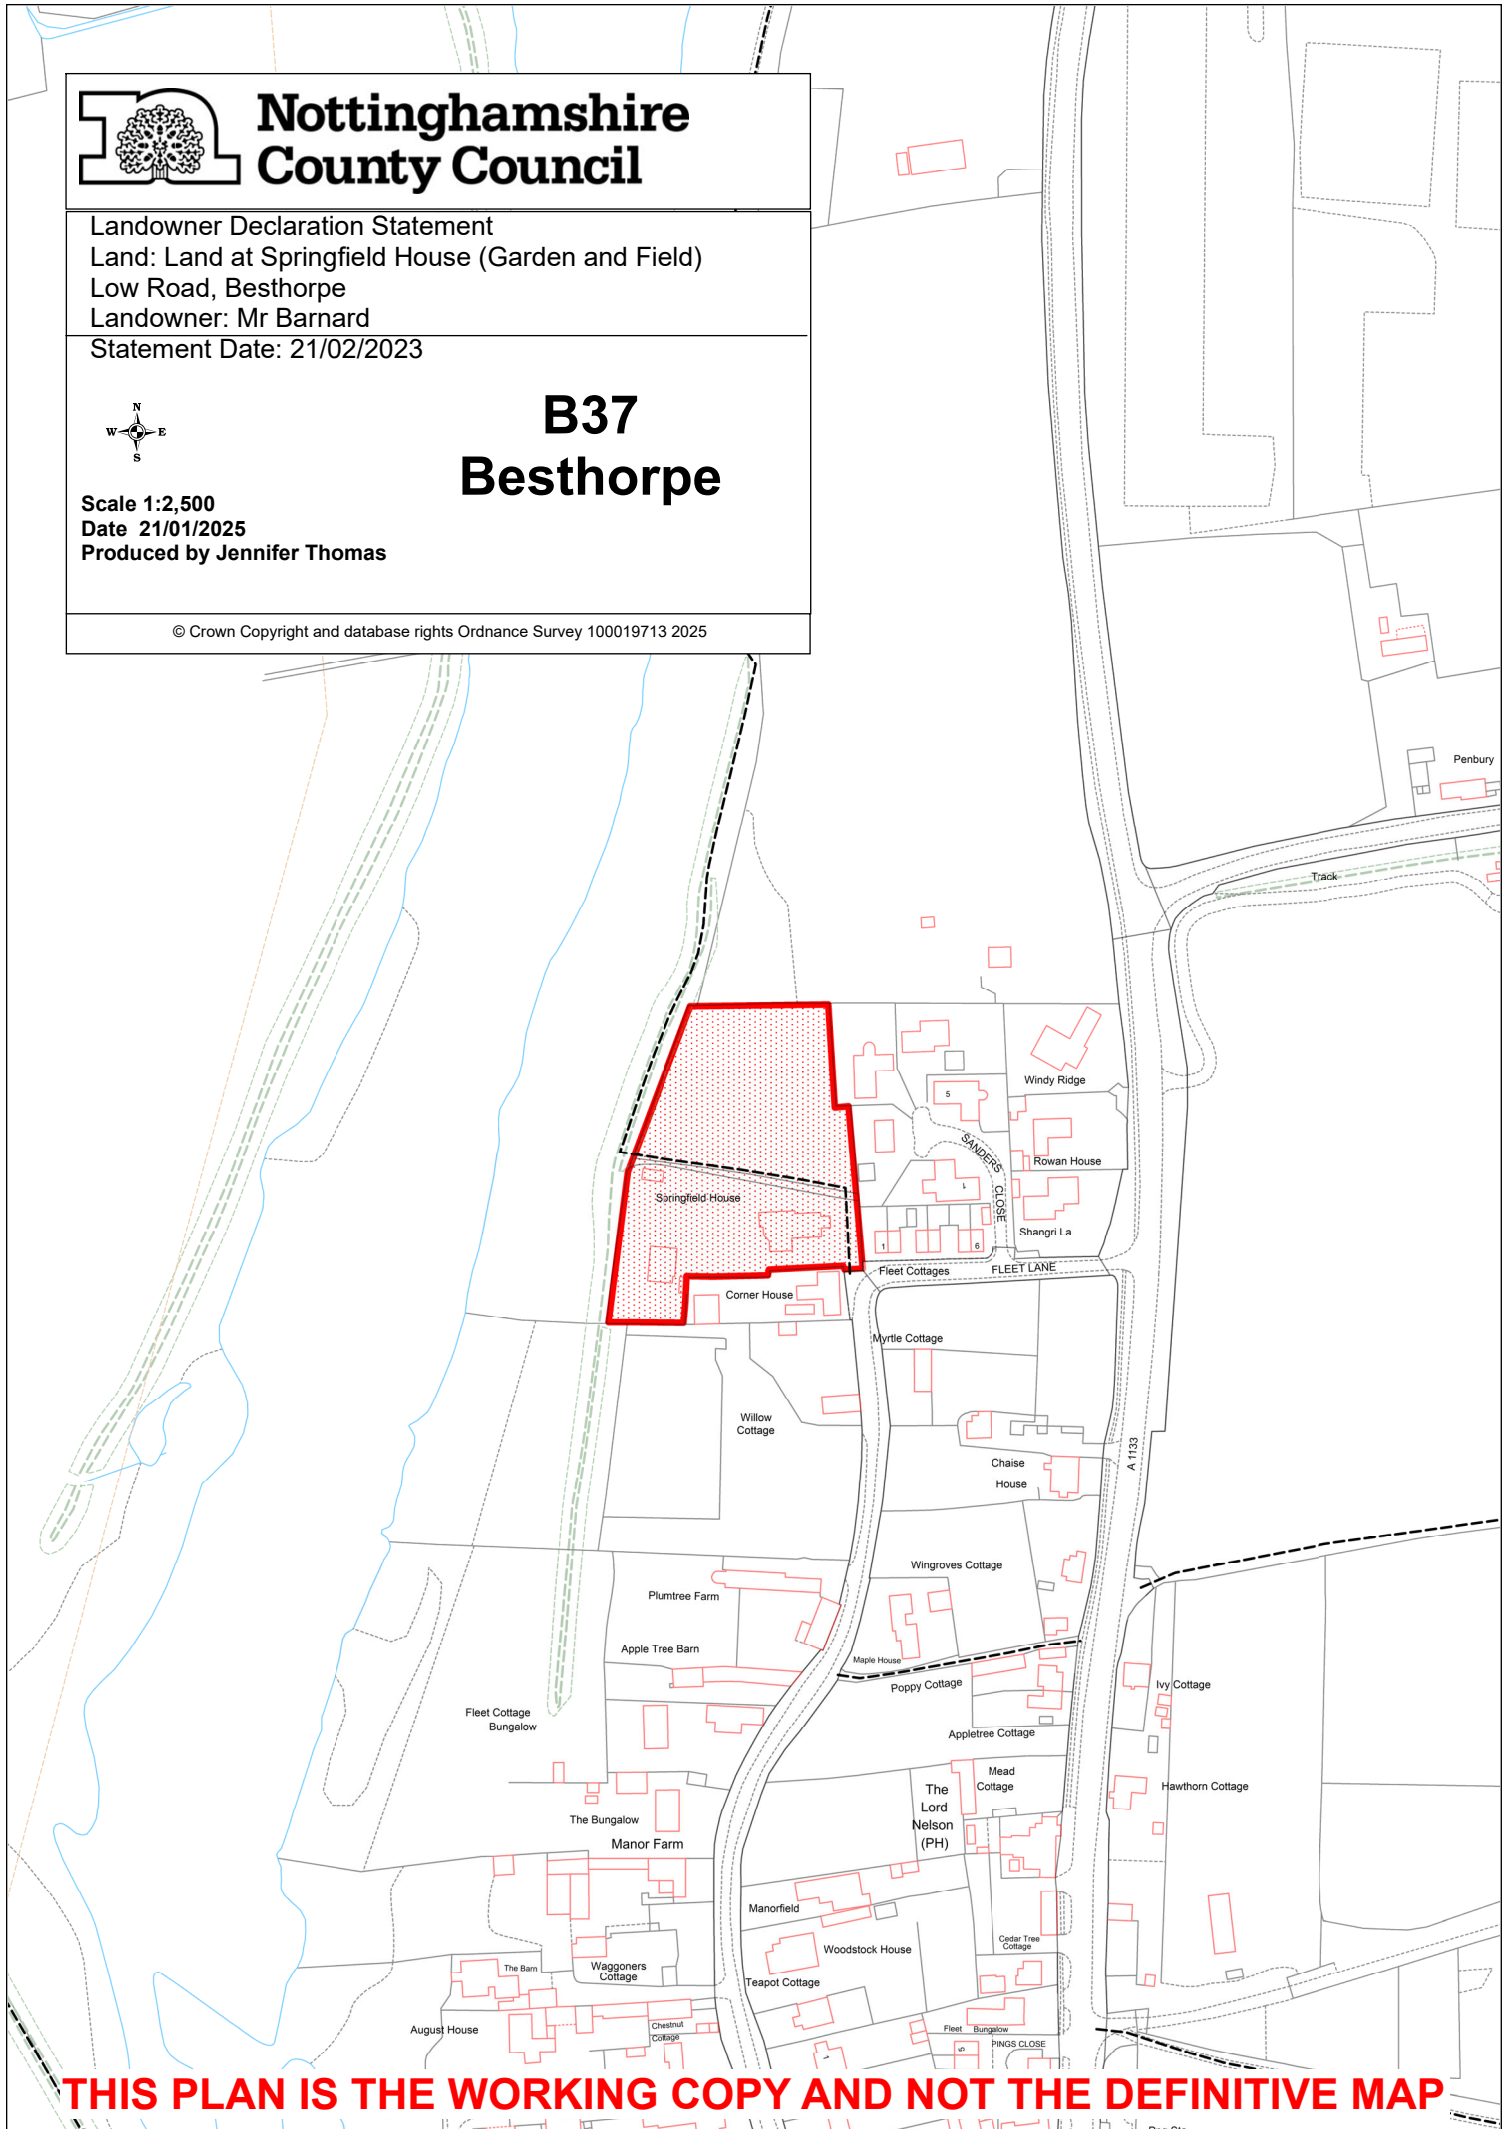 Nottinghamshire
County Council
Landowner Declaration Statement
Land: Land at Springfield House (Garden and Field)
Low Road, Besthorpe
Landowner: Mr Barnard
Statement Date: 21/02/2023
N
W E
S
B37
Besthorpe
Scale 1:2,500
Date 21/01/2025
Produced by Jennifer Thomas
© Crown Copyright and database rights Ordnance Survey 100019713 2025
Penbury
Track
Windy Ridge
5
SANDERS
CLOSE
Rowan House
1
Springfield House
Shangri La
1
6
Fleet Cottages
FLEET LANE
Corner House
Myrtle Cottage
Willow
Cottage
A 1133
Chaise
House
Wingroves Cottage
Plumtree Farm
Apple Tree Barn
Maple House
Poppy Cottage
Ivy Cottage
Fleet Cottage
Bungalow
Appletree Cottage
Mead
Cottage
The
Lord
Nelson
(PH)
Hawthorn Cottage
The Bungalow
Manor Farm
Manorfield
Cedar Tree
Cottage
Woodstock House
The Barn
Waggoners
Cottage
Teapot Cottage
August House
Chestnut
Cottage
Fleet Bungalow
PINGS CLOSE
5
1
THIS PLAN IS THE WORKING COPY AND NOT THE DEFINITIVE MAP